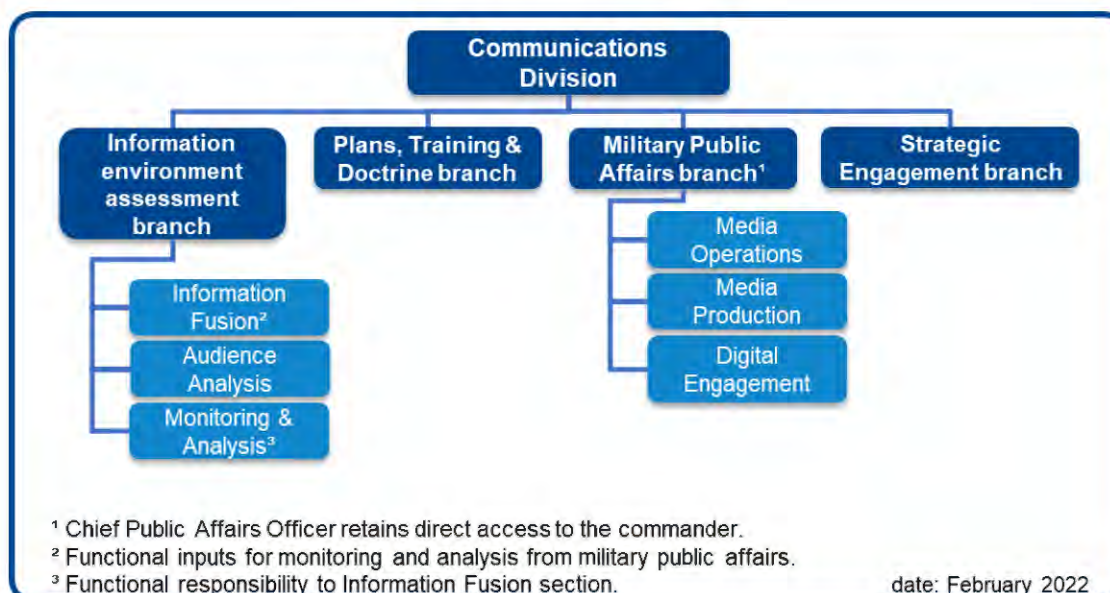 Communications
Division
Information
environment
assessment
branch
Plans, Training &
Doctrine branch
Military Public
Affairs branch¹
Strategic
Engagement branch
Information
Fusion²
Audience
Analysis
Monitoring &
Analysis³
Media
Operations
Media
Production
Digital
Engagement
¹ Chief Public Affairs Officer retains direct access to the commander.
² Functional inputs for monitoring and analysis from military public affairs.
³ Functional responsibility to Information Fusion section.
date: February 2022